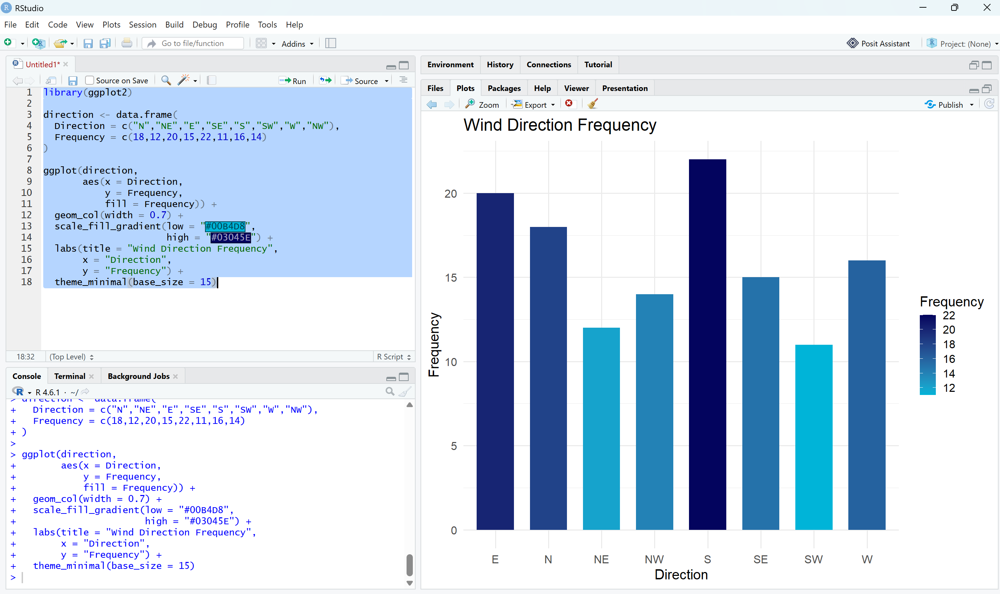 RStudio
File Edit Code View Plots Session Build Debug Profile Tools Help
Go to file/function Addins Posit Assistant Project: (None)
Untitled1*
Source on Save Run Source
1 library(ggplot2)
2
3 direction <- data.frame(
4   Direction = c("N","NE","E","SE","S","SW","W","NW"),
5   Frequency = c(18,12,20,15,22,11,16,14)
6 )
7
8 ggplot(direction,
9        aes(x = Direction,
10            y = Frequency,
11            fill = Frequency)) +
12   geom_col(width = 0.7) +
13   scale_fill_gradient(low = "#00B4D8",
14                       high = "#03045E") +
15   labs(title = "Wind Direction Frequency",
16        x = "Direction",
17        y = "Frequency") +
18   theme_minimal(base_size = 15)
18:32 (Top Level) R Script
Console Terminal Background Jobs
R 4.6.1 · ~/
> direction <- data.frame(
+   Direction = c("N","NE","E","SE","S","SW","W","NW"),
+   Frequency = c(18,12,20,15,22,11,16,14)
+ )
>
> ggplot(direction,
+        aes(x = Direction,
+            y = Frequency,
+            fill = Frequency)) +
+   geom_col(width = 0.7) +
+   scale_fill_gradient(low = "#00B4D8",
+                       high = "#03045E") +
+   labs(title = "Wind Direction Frequency",
+        x = "Direction",
+        y = "Frequency") +
+   theme_minimal(base_size = 15)
>
Environment History Connections Tutorial
Files Plots Packages Help Viewer Presentation
Zoom Export Publish
Wind Direction Frequency
Frequency
20
15
10
5
0
E N NE NW S SE SW W
Direction
Frequency
22
20
18
16
14
12